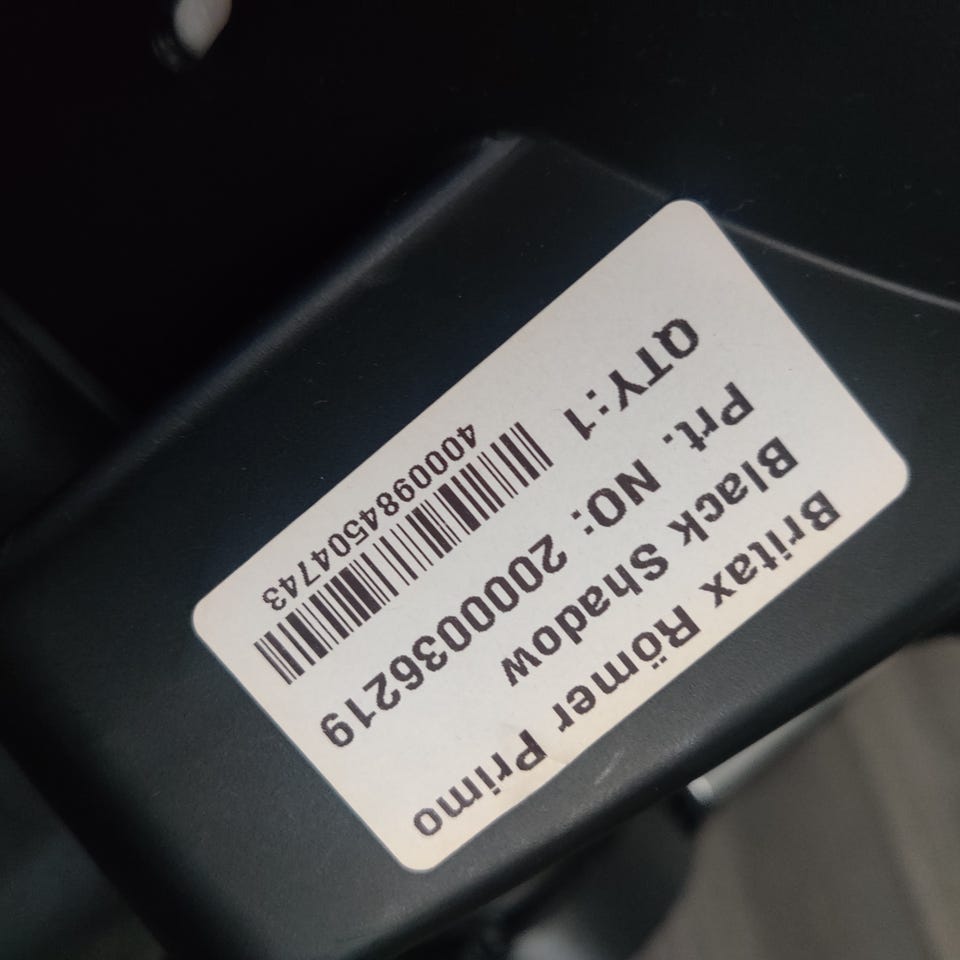 Britax Römer Primo
Black Shadow
Prt. NO: 2000036219
QTY:1
4000984504743